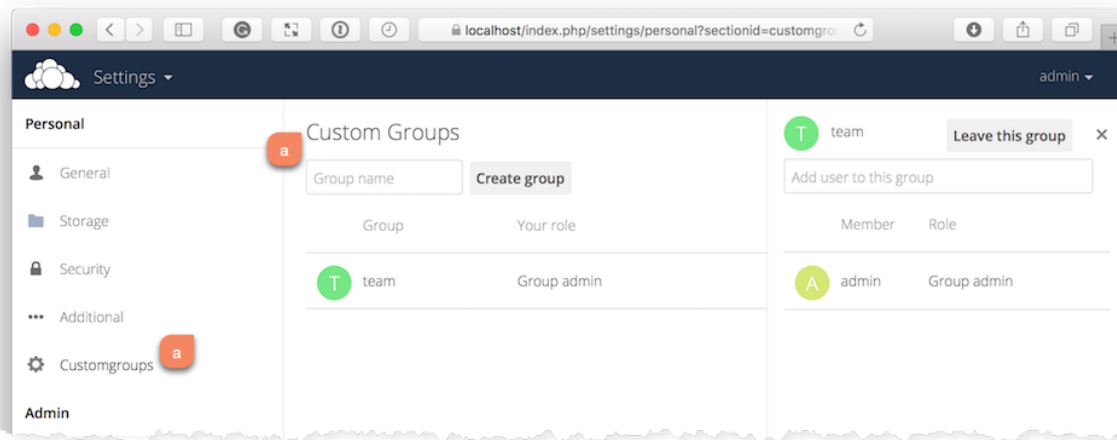 localhost/index.php/settings/personal?sectionid=customgro
Settings
admin
Personal
General
Storage
Security
Additional
Customgroups
a
Admin
Custom Groups
a
Group name
Create group
Group
Your role
T
team
Group admin
T
team
Leave this group
×
Add user to this group
Member
Role
A
admin
Group admin